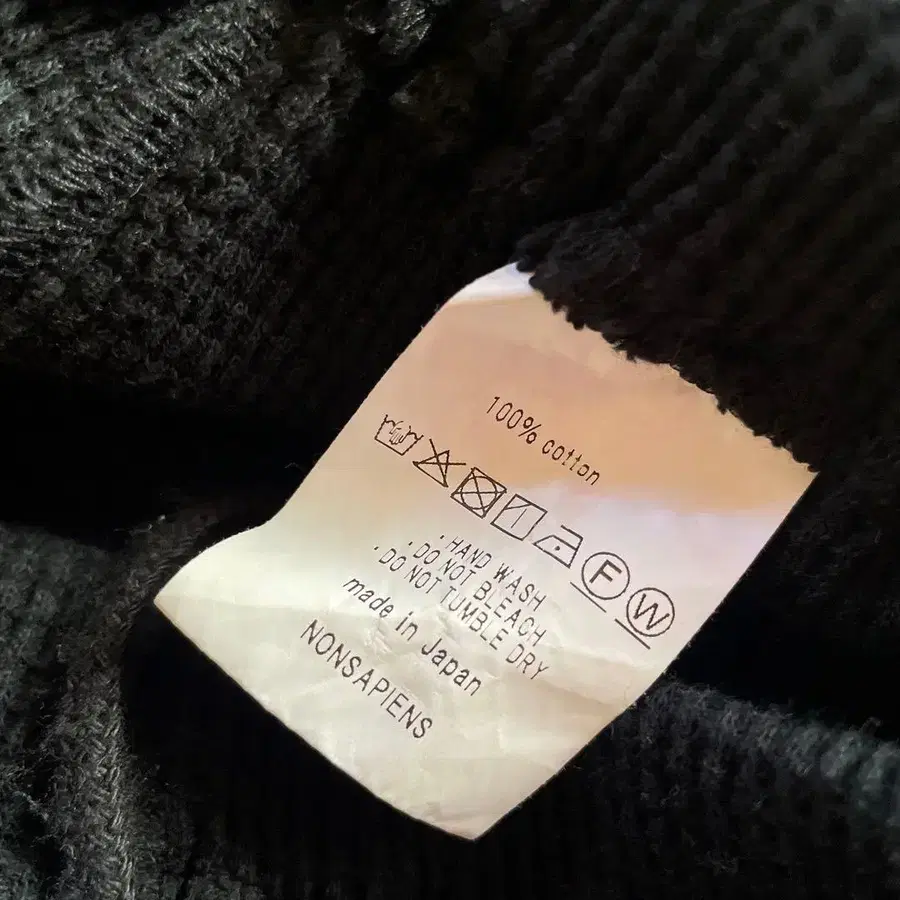 100% cotton
F W
· HAND WASH
· DO NOT BLEACH
· DO NOT TUMBLE DRY
made in Japan
NONSAPIENS